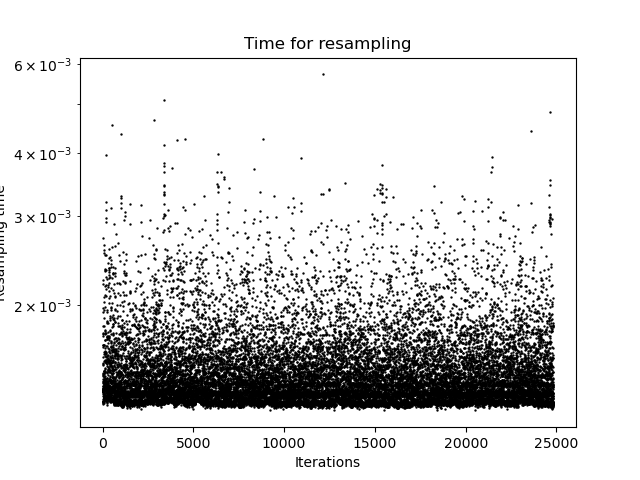 Time for resampling
6 × 10⁻³
4 × 10⁻³
3 × 10⁻³
2 × 10⁻³
Resampling time
0 5000 10000 15000 20000 25000
Iterations